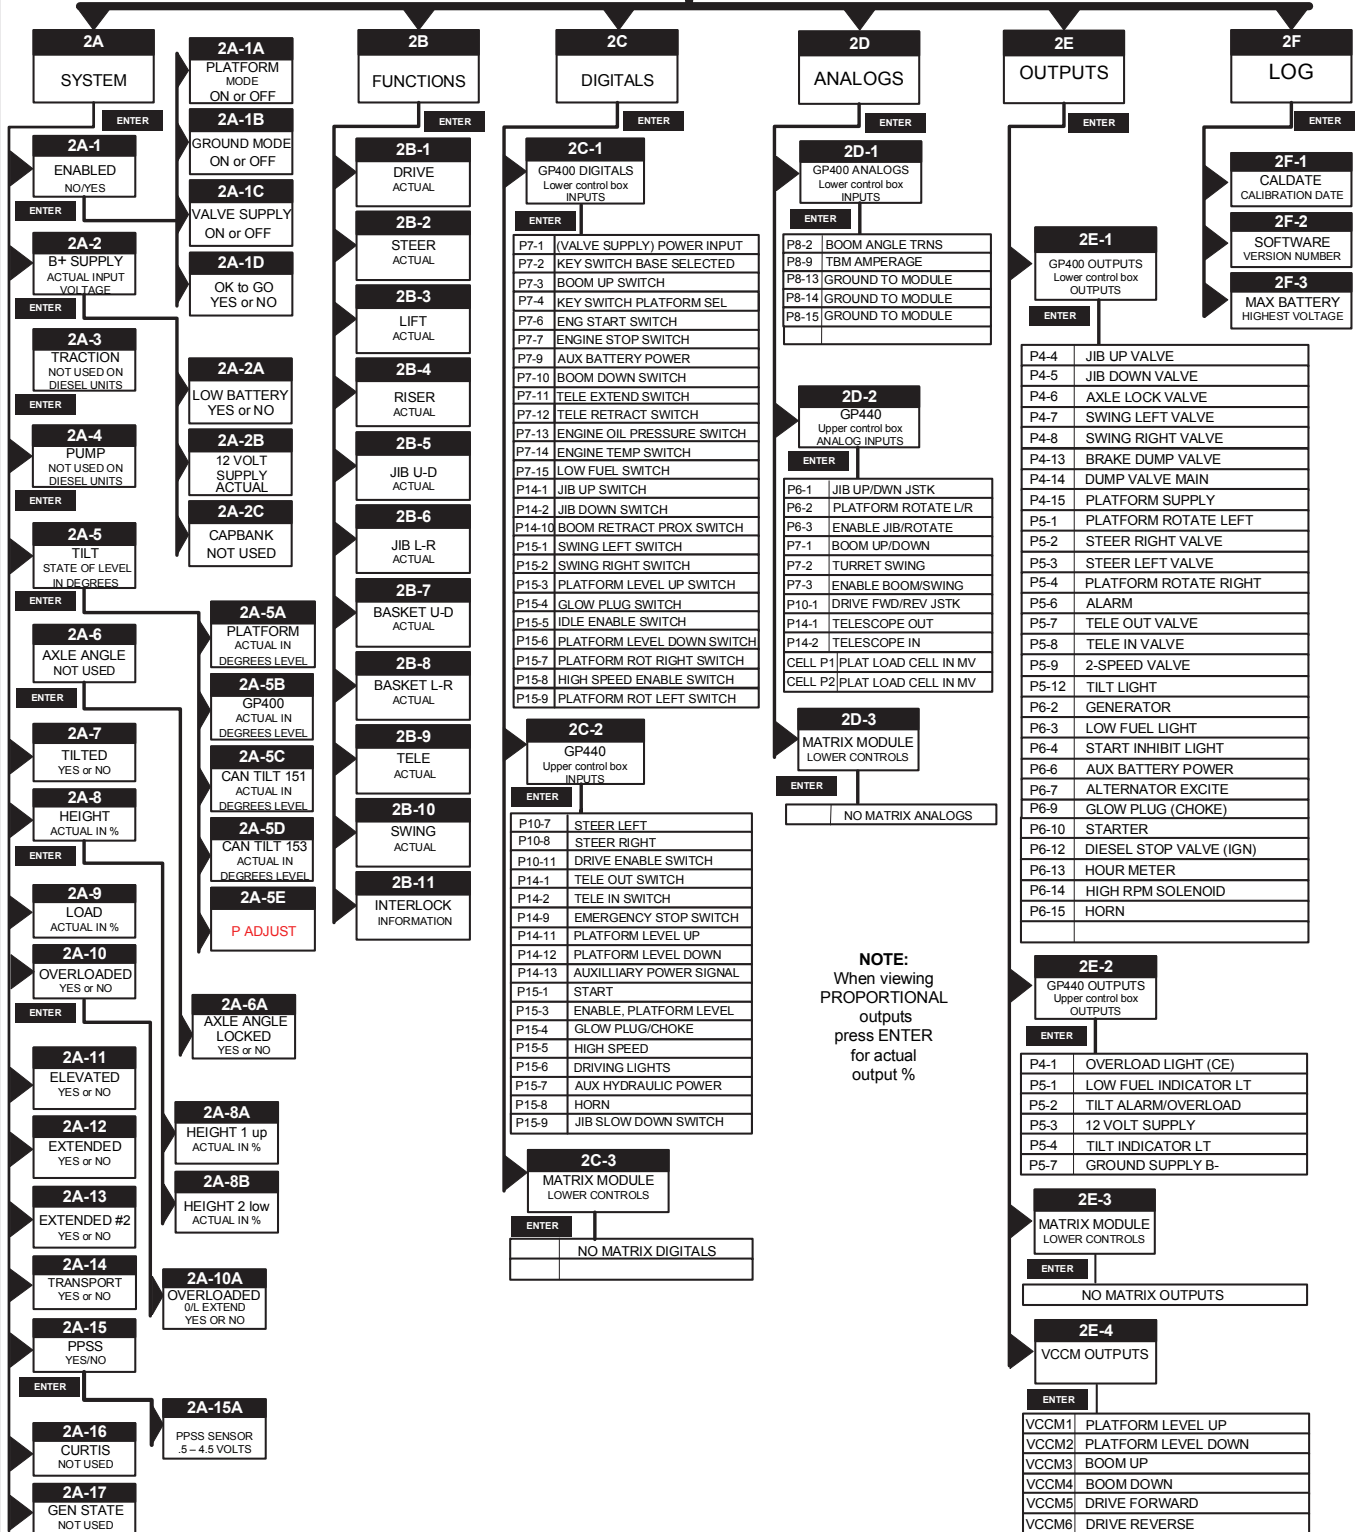 2A
SYSTEM
ENTER
2A-1
ENABLED
NO/YES
ENTER
2A-2
B+ SUPPLY
ACTUAL INPUT
VOLTAGE
ENTER
2A-3
TRACTION
NOT USED ON
DIESEL UNITS
ENTER
2A-4
PUMP
NOT USED ON
DIESEL UNITS
ENTER
2A-5
TILT
STATE OF LEVEL
IN DEGREES
ENTER
2A-6
AXLE ANGLE
NOT USED
ENTER
2A-7
TILTED
YES or NO
2A-8
HEIGHT
ACTUAL IN %
ENTER
2A-9
LOAD
ACTUAL IN %
2A-10
OVERLOADED
YES or NO
ENTER
2A-11
ELEVATED
YES or NO
2A-12
EXTENDED
YES or NO
2A-13
EXTENDED #2
YES or NO
2A-14
TRANSPORT
YES or NO
2A-15
PPSS
YES/NO
ENTER
2A-16
CURTIS
NOT USED
2A-17
GEN STATE
NOT USED
2A-1A
PLATFORM
MODE
ON or OFF
2A-1B
GROUND MODE
ON or OFF
2A-1C
VALVE SUPPLY
ON or OFF
2A-1D
OK to GO
YES or NO
2A-2A
LOW BATTERY
YES or NO
2A-2B
12 VOLT
SUPPLY
ACTUAL
2A-2C
CAPBANK
NOT USED
2A-5A
PLATFORM
ACTUAL IN
DEGREES LEVEL
2A-5B
GP400
ACTUAL IN
DEGREES LEVEL
2A-5C
CAN TILT 151
ACTUAL IN
DEGREES LEVEL
2A-5D
CAN TILT 153
ACTUAL IN
DEGREES LEVEL
2A-5E
P ADJUST
2A-6A
AXLE ANGLE
LOCKED
YES or NO
2A-8A
HEIGHT 1 up
ACTUAL IN %
2A-8B
HEIGHT 2 low
ACTUAL IN %
2A-10A
OVERLOADED
0/L EXTEND
YES OR NO
2A-15A
PPSS SENSOR
.5 – 4.5 VOLTS
2B
FUNCTIONS
ENTER
2B-1
DRIVE
ACTUAL
2B-2
STEER
ACTUAL
2B-3
LIFT
ACTUAL
2B-4
RISER
ACTUAL
2B-5
JIB U-D
ACTUAL
2B-6
JIB L-R
ACTUAL
2B-7
BASKET U-D
ACTUAL
2B-8
BASKET L-R
ACTUAL
2B-9
TELE
ACTUAL
2B-10
SWING
ACTUAL
2B-11
INTERLOCK
INFORMATION
2C
DIGITALS
ENTER
2C-1
GP400 DIGITALS
Lower control box
INPUTS
ENTER
P7-1 (VALVE SUPPLY) POWER INPUT
P7-2 KEY SWITCH BASE SELECTED
P7-3 BOOM UP SWITCH
P7-4 KEY SWITCH PLATFORM SEL
P7-6 ENG START SWITCH
P7-7 ENGINE STOP SWITCH
P7-9 AUX BATTERY POWER
P7-10 BOOM DOWN SWITCH
P7-11 TELE EXTEND SWITCH
P7-12 TELE RETRACT SWITCH
P7-13 ENGINE OIL PRESSURE SWITCH
P7-14 ENGINE TEMP SWITCH
P7-15 LOW FUEL SWITCH
P14-1 JIB UP SWITCH
P14-2 JIB DOWN SWITCH
P14-10 BOOM RETRACT PROX SWITCH
P15-1 SWING LEFT SWITCH
P15-2 SWING RIGHT SWITCH
P15-3 PLATFORM LEVEL UP SWITCH
P15-4 GLOW PLUG SWITCH
P15-5 IDLE ENABLE SWITCH
P15-6 PLATFORM LEVEL DOWN SWITCH
P15-7 PLATFORM ROT RIGHT SWITCH
P15-8 HIGH SPEED ENABLE SWITCH
P15-9 PLATFORM ROT LEFT SWITCH
2C-2
GP440
Upper control box
INPUTS
ENTER
P10-7 STEER LEFT
P10-8 STEER RIGHT
P10-11 DRIVE ENABLE SWITCH
P14-1 TELE OUT SWITCH
P14-2 TELE IN SWITCH
P14-9 EMERGENCY STOP SWITCH
P14-11 PLATFORM LEVEL UP
P14-12 PLATFORM LEVEL DOWN
P14-13 AUXILLIARY POWER SIGNAL
P15-1 START
P15-3 ENABLE, PLATFORM LEVEL
P15-4 GLOW PLUG/CHOKE
P15-5 HIGH SPEED
P15-6 DRIVING LIGHTS
P15-7 AUX HYDRAULIC POWER
P15-8 HORN
P15-9 JIB SLOW DOWN SWITCH
2C-3
MATRIX MODULE
LOWER CONTROLS
ENTER
NO MATRIX DIGITALS
2D
ANALOGS
ENTER
2D-1
GP400 ANALOGS
Lower control box
INPUTS
ENTER
P8-2 BOOM ANGLE TRNS
P8-9 TBM AMPERAGE
P8-13 GROUND TO MODULE
P8-14 GROUND TO MODULE
P8-15 GROUND TO MODULE
2D-2
GP440
Upper control box
ANALOG INPUTS
ENTER
P6-1 JIB UP/DWN JSTK
P6-2 PLATFORM ROTATE L/R
P6-3 ENABLE JIB/ROTATE
P7-1 BOOM UP/DOWN
P7-2 TURRET SWING
P7-3 ENABLE BOOM/SWING
P10-1 DRIVE FWD/REV JSTK
P14-1 TELESCOPE OUT
P14-2 TELESCOPE IN
CELL P1 PLAT LOAD CELL IN MV
CELL P2 PLAT LOAD CELL IN MV
2D-3
MATRIX MODULE
LOWER CONTROLS
ENTER
NO MATRIX ANALOGS
NOTE:
When viewing
PROPORTIONAL
outputs
press ENTER
for actual
output %
2E
OUTPUTS
ENTER
2E-1
GP400 OUTPUTS
Lower control box
OUTPUTS
ENTER
P4-4 JIB UP VALVE
P4-5 JIB DOWN VALVE
P4-6 AXLE LOCK VALVE
P4-7 SWING LEFT VALVE
P4-8 SWING RIGHT VALVE
P4-13 BRAKE DUMP VALVE
P4-14 DUMP VALVE MAIN
P4-15 PLATFORM SUPPLY
P5-1 PLATFORM ROTATE LEFT
P5-2 STEER RIGHT VALVE
P5-3 STEER LEFT VALVE
P5-4 PLATFORM ROTATE RIGHT
P5-6 ALARM
P5-7 TELE OUT VALVE
P5-8 TELE IN VALVE
P5-9 2-SPEED VALVE
P5-12 TILT LIGHT
P6-2 GENERATOR
P6-3 LOW FUEL LIGHT
P6-4 START INHIBIT LIGHT
P6-6 AUX BATTERY POWER
P6-7 ALTERNATOR EXCITE
P6-9 GLOW PLUG (CHOKE)
P6-10 STARTER
P6-12 DIESEL STOP VALVE (IGN)
P6-13 HOUR METER
P6-14 HIGH RPM SOLENOID
P6-15 HORN
2E-2
GP440 OUTPUTS
Upper control box
OUTPUTS
ENTER
P4-1 OVERLOAD LIGHT (CE)
P5-1 LOW FUEL INDICATOR LT
P5-2 TILT ALARM/OVERLOAD
P5-3 12 VOLT SUPPLY
P5-4 TILT INDICATOR LT
P5-7 GROUND SUPPLY B-
2E-3
MATRIX MODULE
LOWER CONTROLS
ENTER
NO MATRIX OUTPUTS
2E-4
VCCM OUTPUTS
ENTER
VCCM1 PLATFORM LEVEL UP
VCCM2 PLATFORM LEVEL DOWN
VCCM3 BOOM UP
VCCM4 BOOM DOWN
VCCM5 DRIVE FORWARD
VCCM6 DRIVE REVERSE
2F
LOG
ENTER
2F-1
CALDATE
CALIBRATION DATE
2F-2
SOFTWARE
VERSION NUMBER
2F-3
MAX BATTERY
HIGHEST VOLTAGE